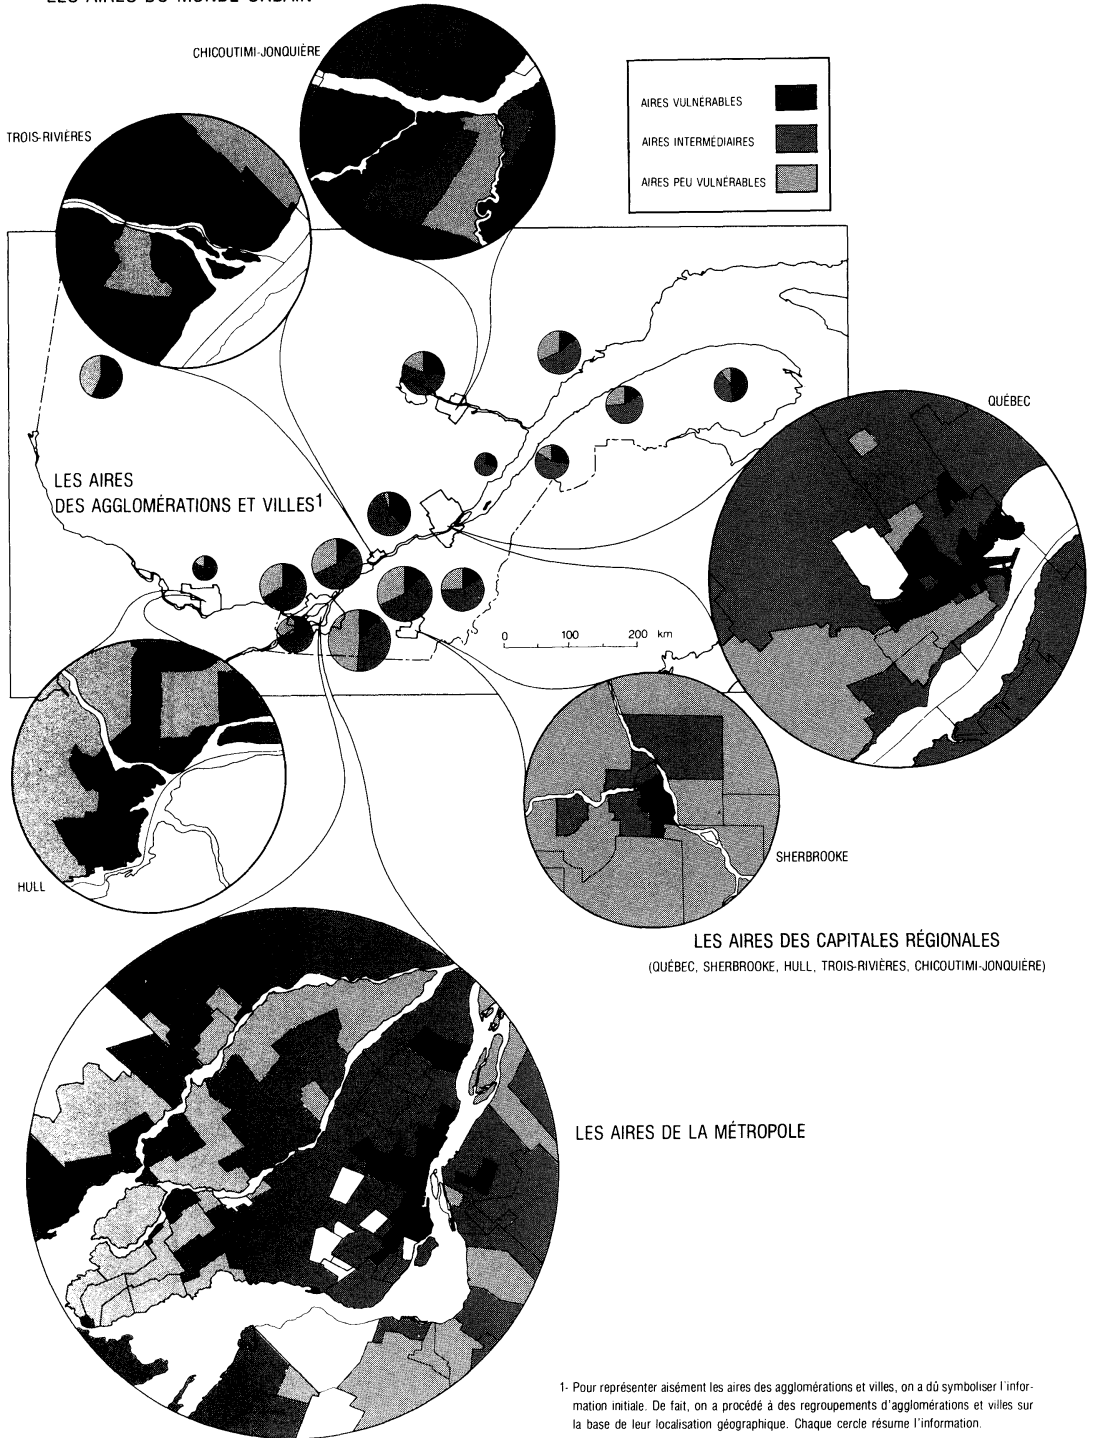 LES AIRES DU MONDE URBAIN
CHICOUTIMI-JONQUIÈRE
TROIS-RIVIÈRES
AIRES VULNÉRABLES
AIRES INTERMÉDIAIRES
AIRES PEU VULNÉRABLES
QUÉBEC
LES AIRES
DES AGGLOMÉRATIONS ET VILLES1
0 100 200 km
HULL
SHERBROOKE
LES AIRES DES CAPITALES RÉGIONALES
(QUÉBEC, SHERBROOKE, HULL, TROIS-RIVIÈRES, CHICOUTIMI-JONQUIÈRE)
LES AIRES DE LA MÉTROPOLE
1- Pour représenter aisément les aires des agglomérations et villes, on a dû symboliser l'infor-
mation initiale. De fait, on a procédé à des regroupements d'agglomérations et villes sur
la base de leur localisation géographique. Chaque cercle résume l'information.